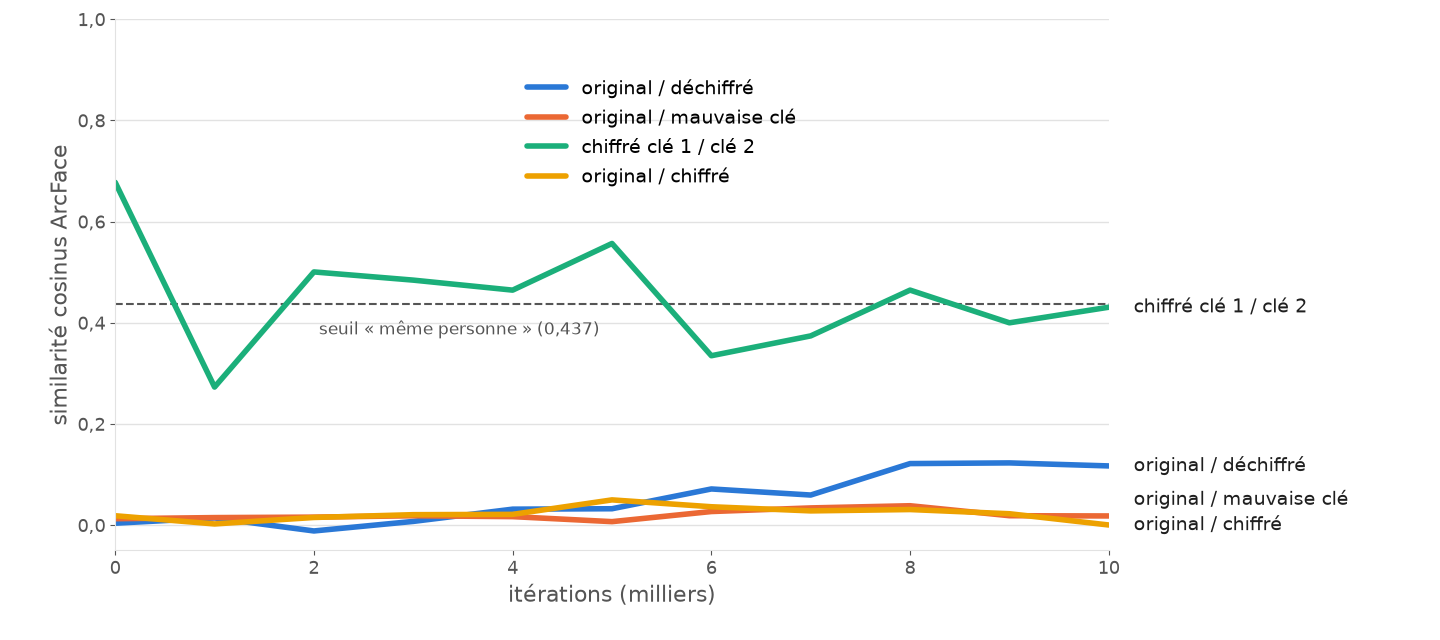 1,0
0,8
0,6
0,4
0,2
0,0
similarité cosinus ArcFace
original / déchiffré
original / mauvaise clé
chiffré clé 1 / clé 2
original / chiffré
seuil « même personne » (0,437)
chiffré clé 1 / clé 2
original / déchiffré
original / mauvaise clé
original / chiffré
0 2 4 6 8 10
itérations (milliers)